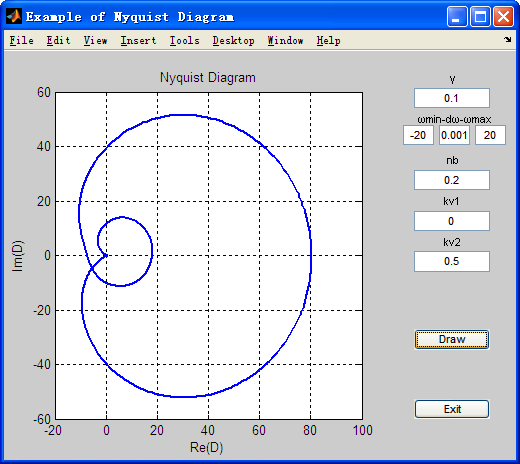 Example of Nyquist Diagram
File Edit View Insert Tools Desktop Window Help
Nyquist Diagram
60
40
20
0
-20
-40
-60
-20 0 20 40 60 80 100
Im(D)
Re(D)
γ
0.1
ωmin-dω-ωmax
-20 0.001 20
nb
0.2
kv1
0
kv2
0.5
Draw
Exit